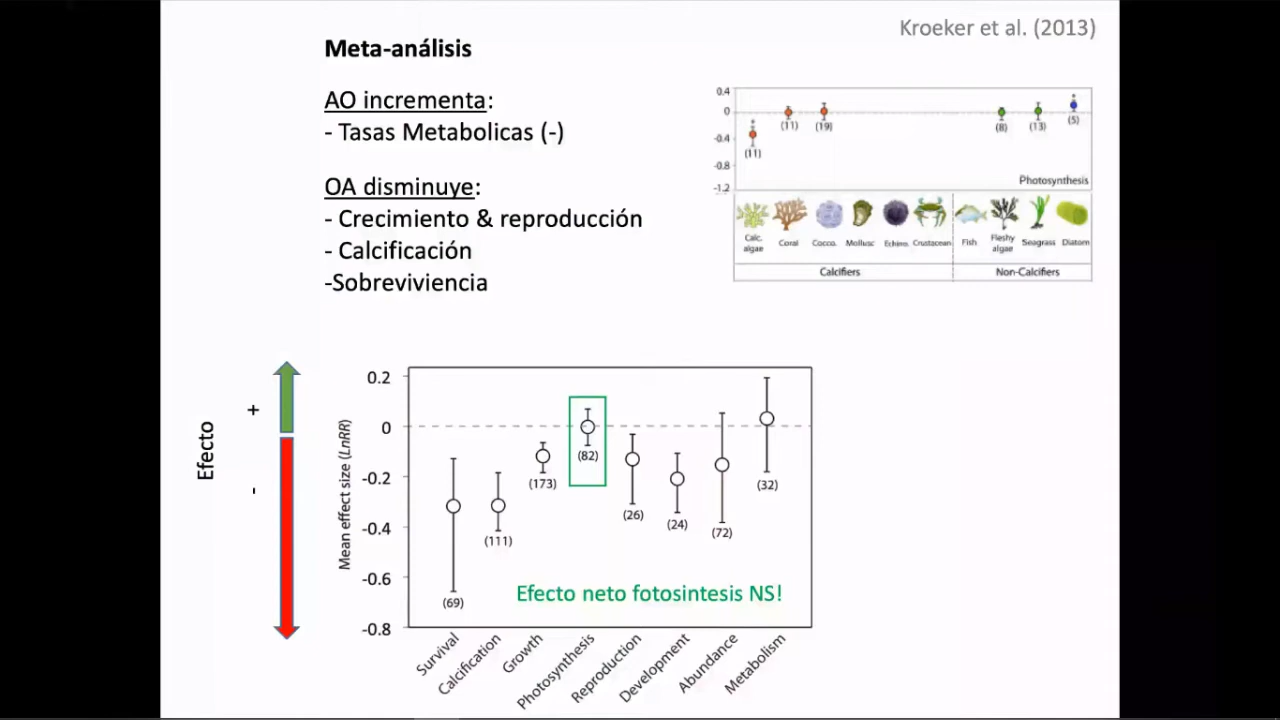 Kroeker et al. (2013)
Meta-análisis
AO incrementa:
- Tasas Metabolicas (-)
OA disminuye:
- Crecimiento & reproducción
- Calcificación
-Sobreviviencia
0.4
0
-0.4
-0.8
-1.2
*
(11)
(11)
(19)
(8)
(13)
*
(5)
Photosynthesis
Calc. algae
Coral
Cocco.
Mollusc
Echino.
Crustacean
Fish
Fleshy algae
Seagrass
Diatom
Calcifiers
Non-Calcifiers
Efecto
+
-
Mean effect size (LnRR)
0.2
0
-0.2
-0.4
-0.6
-0.8
(69)
(111)
(173)
(82)
(26)
(24)
(72)
(32)
Efecto neto fotosintesis NS!
Survival
Calcification
Growth
Photosynthesis
Reproduction
Development
Abundance
Metabolism